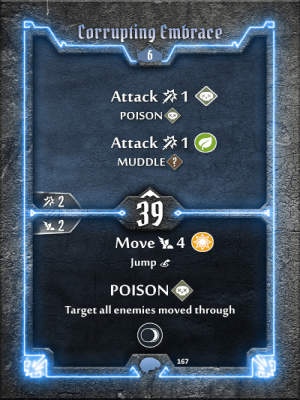 Corrupting Embrace
6
Attack 1
POISON
Attack 1
MUDDLE ?
2
39
2
Move 4
Jump
POISON
Target all enemies moved through
167